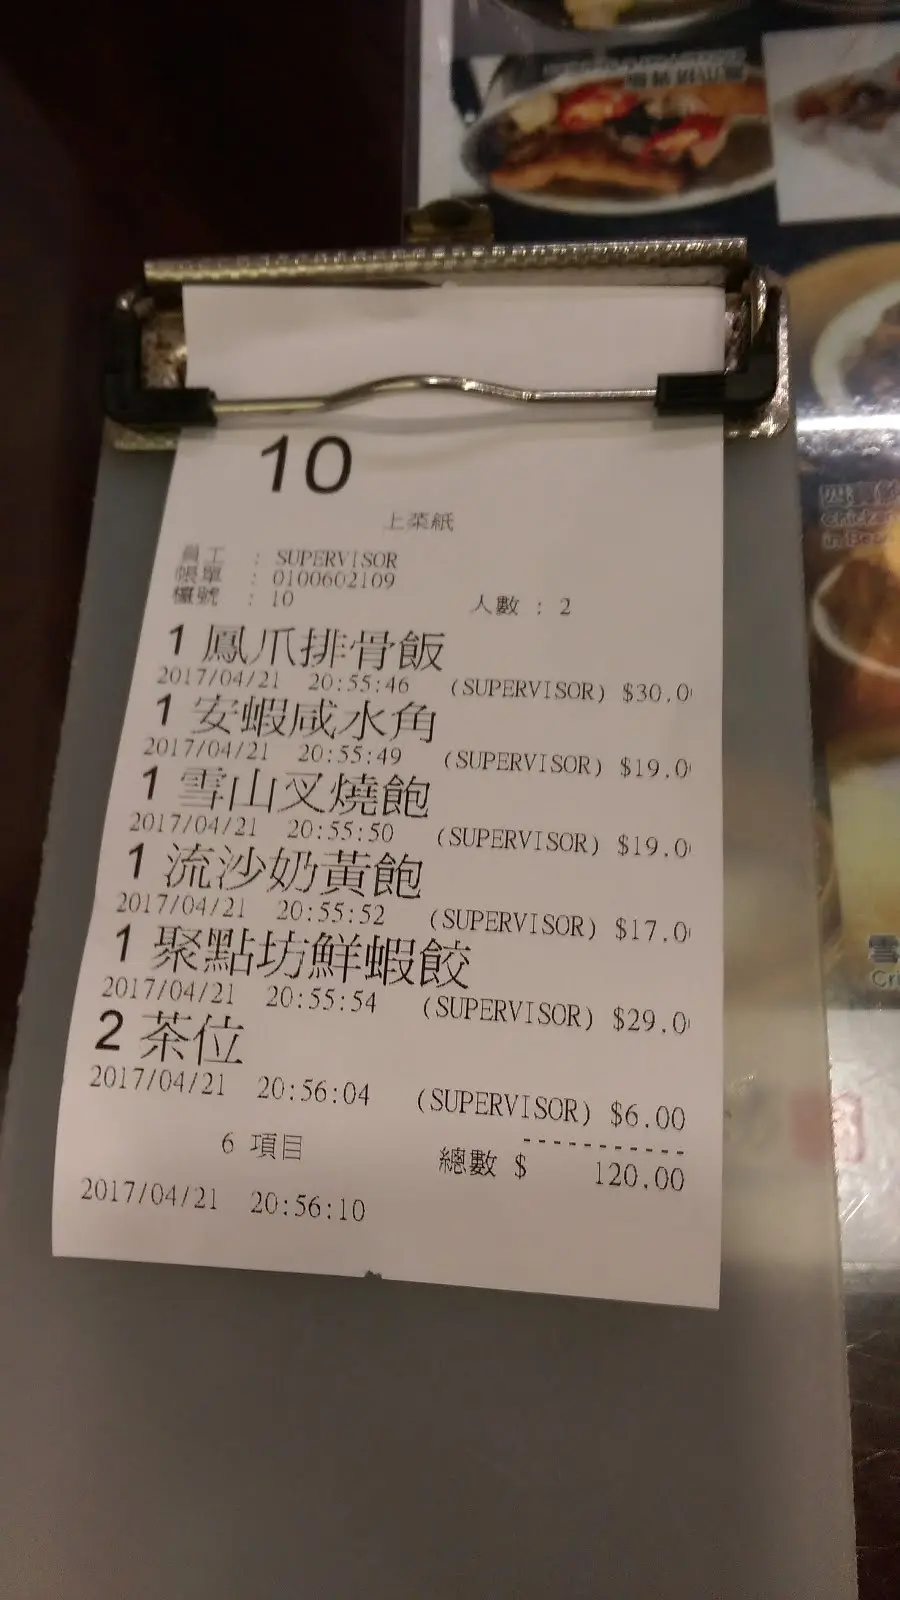 10
上菜紙
員工 : SUPERVISOR
帳單 : 0100602109
檯號 : 10
人數 : 2
1 鳳爪排骨飯
2017/04/21 20:55:46 (SUPERVISOR) $30.0
1 安蝦咸水角
2017/04/21 20:55:49 (SUPERVISOR) $19.0
1 雪山叉燒飽
2017/04/21 20:55:50 (SUPERVISOR) $19.0
1 流沙奶黃飽
2017/04/21 20:55:52 (SUPERVISOR) $17.0
1 聚點坊鮮蝦餃
2017/04/21 20:55:54 (SUPERVISOR) $29.0
2 茶位
2017/04/21 20:56:04 (SUPERVISOR) $6.00
6 項目 總數 $ 120.00
2017/04/21 20:56:10
Chicken